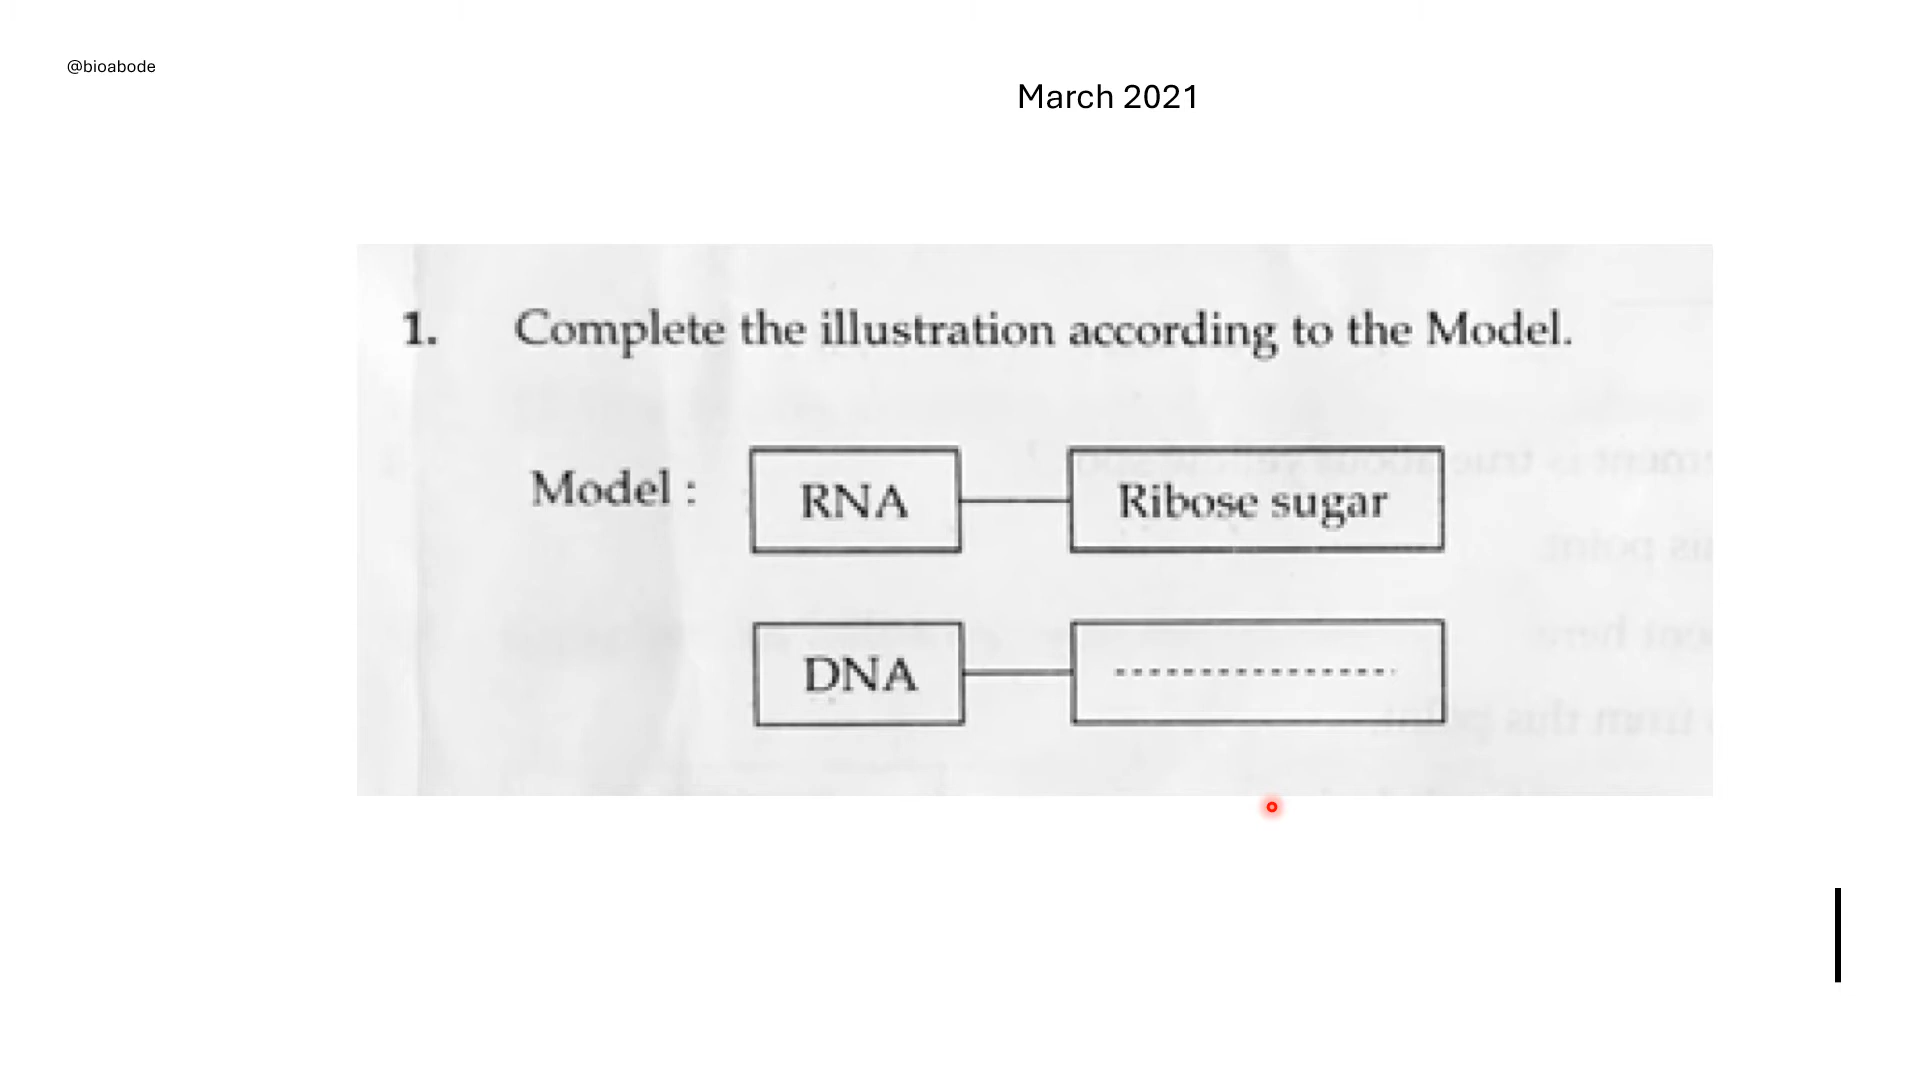 @bioabode
March 2021
1. Complete the illustration according to the Model.
Model : RNA Ribose sugar
DNA ----------------